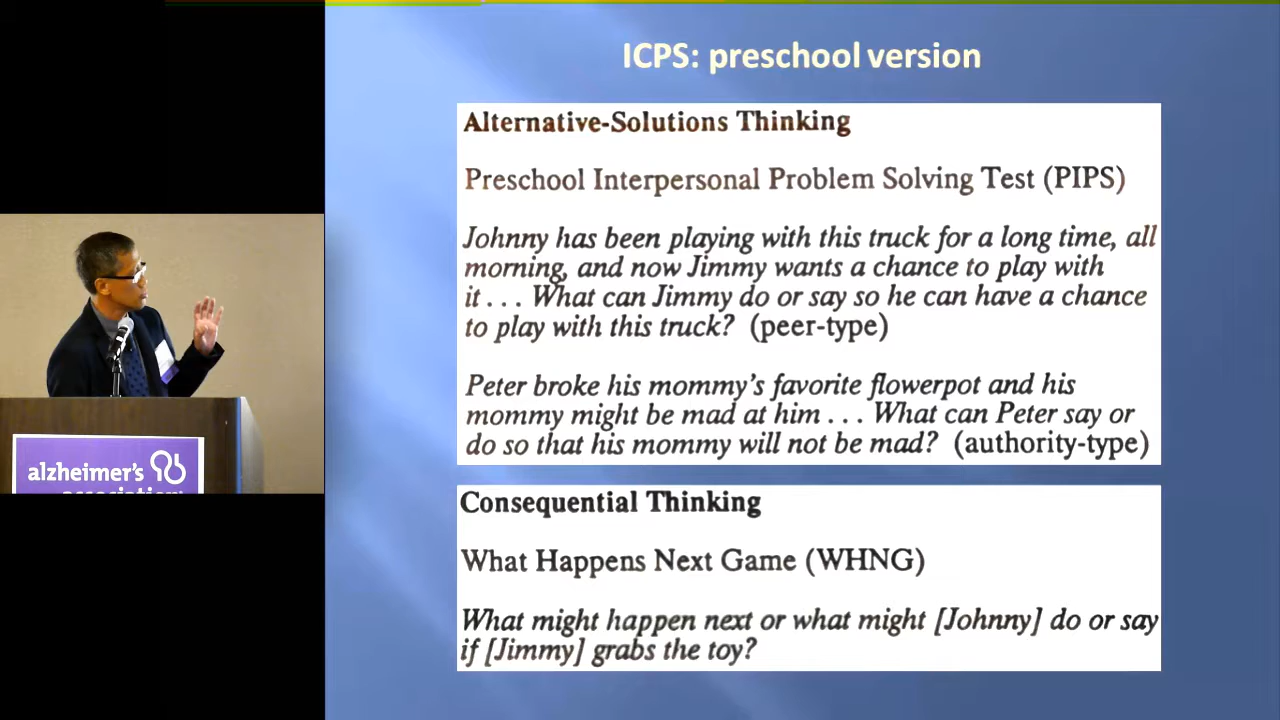 ICPS: preschool version
Alternative-Solutions Thinking
Preschool Interpersonal Problem Solving Test (PIPS)
Johnny has been playing with this truck for a long time, all
morning, and now Jimmy wants a chance to play with
it . . . What can Jimmy do or say so he can have a chance
to play with this truck? (peer-type)
Peter broke his mommy's favorite flowerpot and his
mommy might be mad at him . . . What can Peter say or
do so that his mommy will not be mad? (authority-type)
Consequential Thinking
What Happens Next Game (WHNG)
What might happen next or what might [Johnny] do or say
if [Jimmy] grabs the toy?
alzheimer's
association